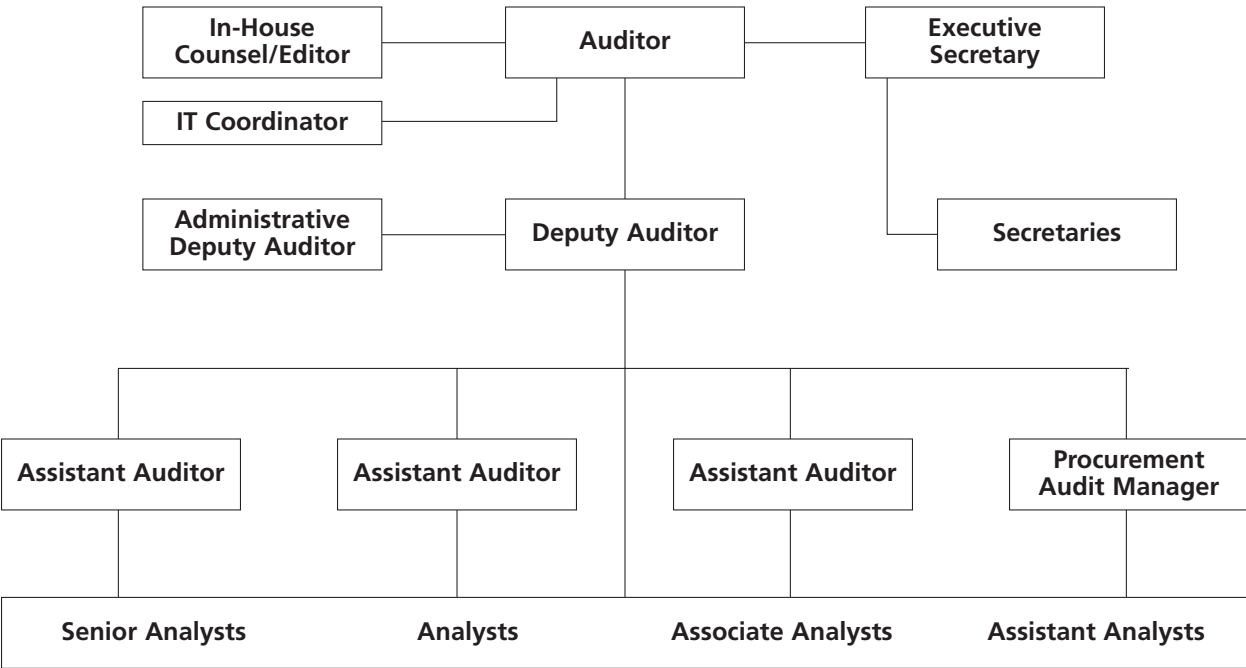 In-House
Counsel/Editor
Auditor
Executive
Secretary
IT Coordinator
Administrative
Deputy Auditor
Deputy Auditor
Secretaries
Assistant Auditor
Assistant Auditor
Assistant Auditor
Procurement
Audit Manager
Senior Analysts
Analysts
Associate Analysts
Assistant Analysts